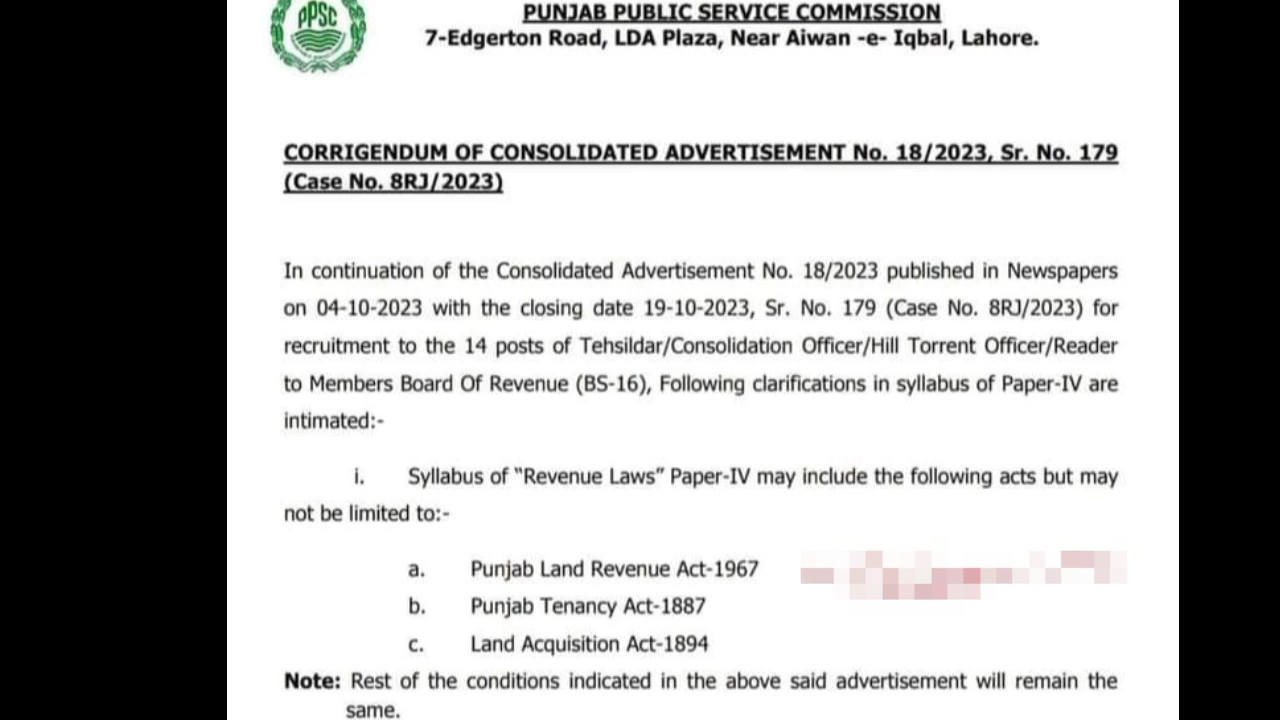 PPSC
PUNJAB PUBLIC SERVICE COMMISSION
7-Edgerton Road, LDA Plaza, Near Aiwan -e- Iqbal, Lahore.
CORRIGENDUM OF CONSOLIDATED ADVERTISEMENT No. 18/2023, Sr. No. 179
(Case No. 8RJ/2023)
In continuation of the Consolidated Advertisement No. 18/2023 published in Newspapers
on 04-10-2023 with the closing date 19-10-2023, Sr. No. 179 (Case No. 8RJ/2023) for
recruitment to the 14 posts of Tehsildar/Consolidation Officer/Hill Torrent Officer/Reader
to Members Board Of Revenue (BS-16), Following clarifications in syllabus of Paper-IV are
intimated:-
i. Syllabus of "Revenue Laws" Paper-IV may include the following acts but may
not be limited to:-
a. Punjab Land Revenue Act-1967
b. Punjab Tenancy Act-1887
c. Land Acquisition Act-1894
Note: Rest of the conditions indicated in the above said advertisement will remain the
same.